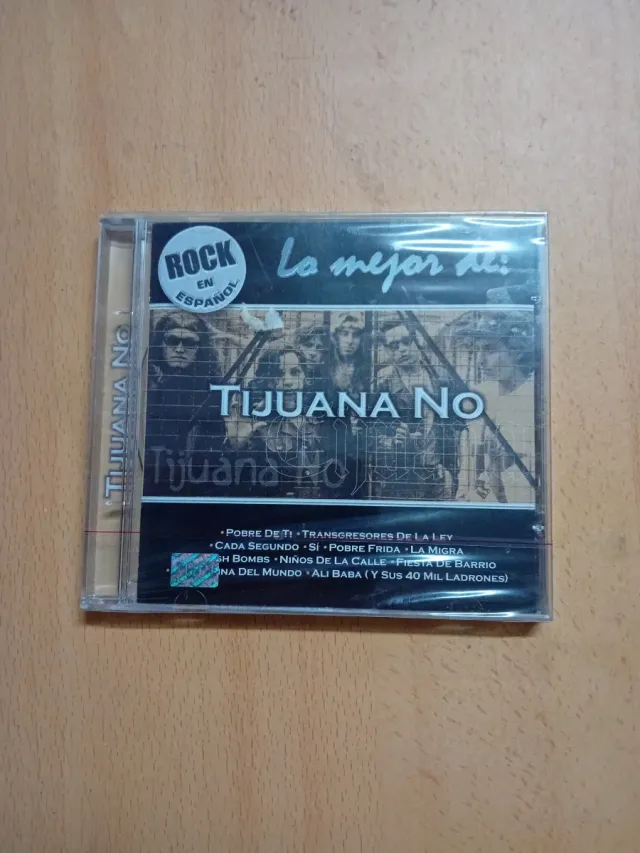 ROCK
EN
ESPAÑOL
Lo mejor de:
TIJUANA NO
TIJUANA NO
Tijuana No
•POBRE DE TI •TRANSGRESORES DE LA LEY
•CADA SEGUNDO •SÍ •POBRE FRIDA •LA MIGRA
SH BOMBS •NIÑOS DE LA CALLE •FIESTA DE BARRIO
INA DEL MUNDO •ALI BABA (Y SUS 40 MIL LADRONES)